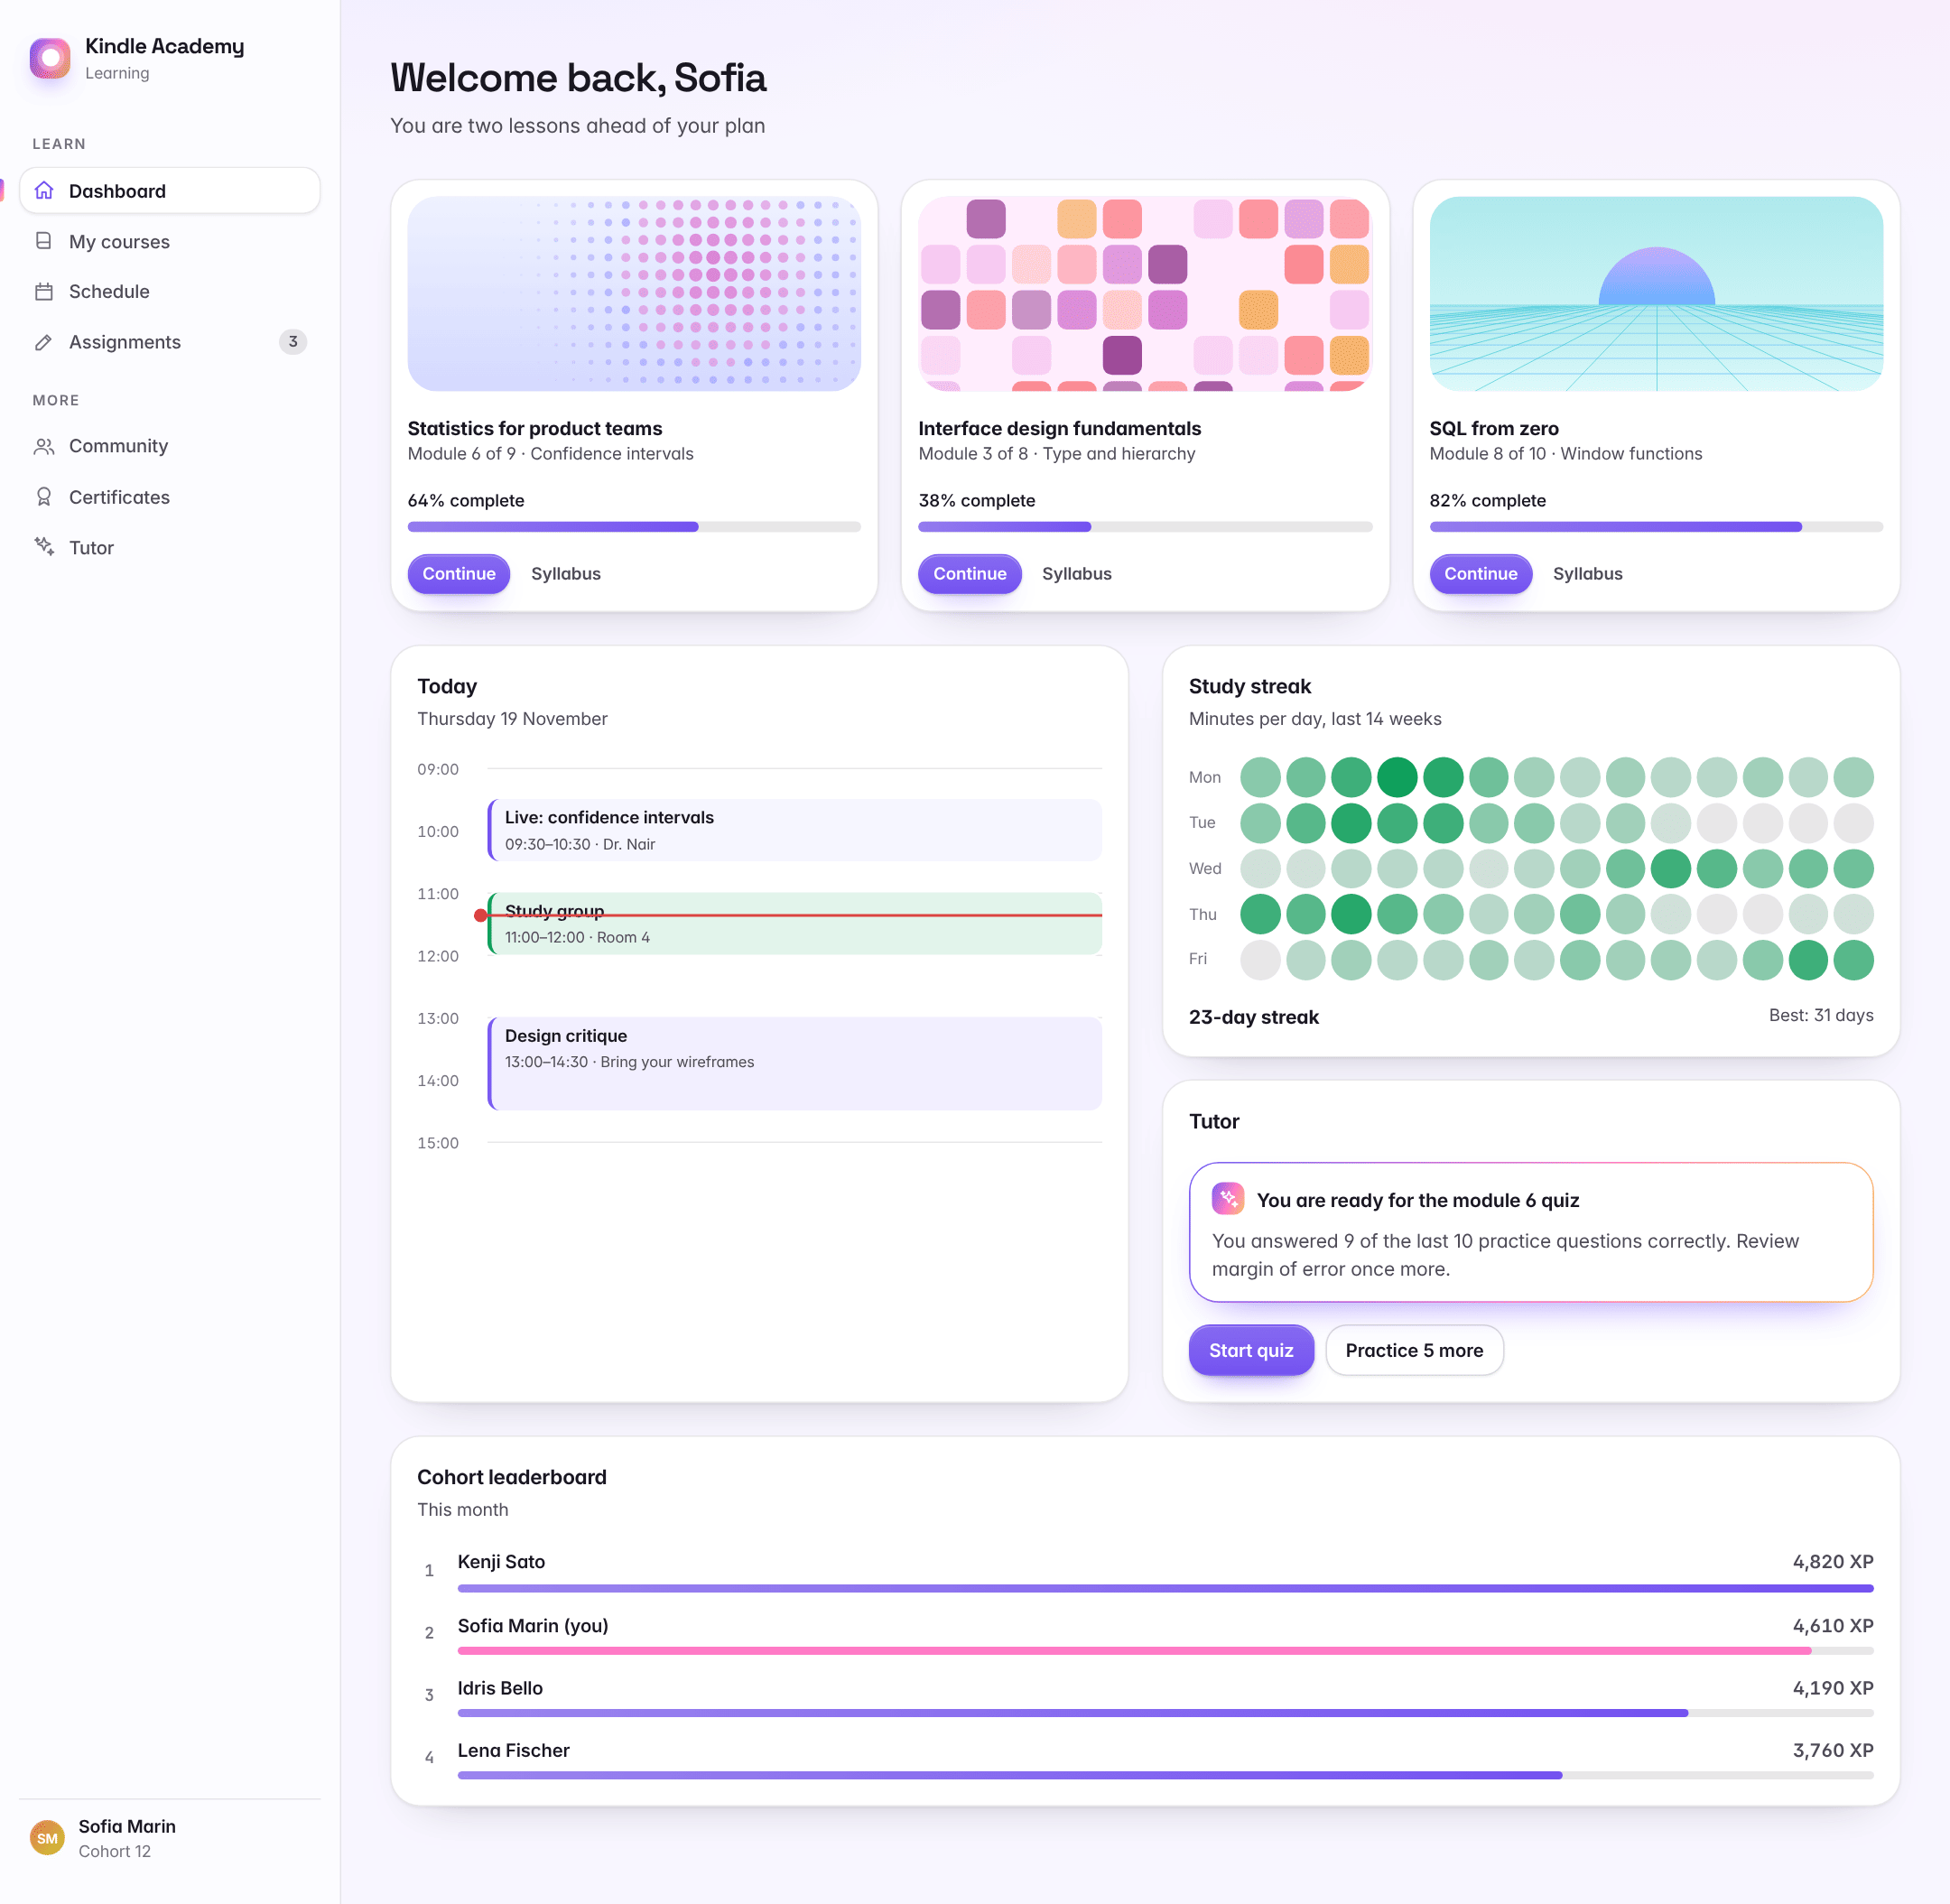 Kindle Academy
Learning
LEARN
Dashboard
My courses
Schedule
Assignments 3
MORE
Community
Certificates
Tutor
SM
Sofia Marin
Cohort 12
Welcome back, Sofia
You are two lessons ahead of your plan
Statistics for product teams
Module 6 of 9 · Confidence intervals
64% complete
Continue Syllabus
Interface design fundamentals
Module 3 of 8 · Type and hierarchy
38% complete
Continue Syllabus
SQL from zero
Module 8 of 10 · Window functions
82% complete
Continue Syllabus
Today
Thursday 19 November
09:00
Live: confidence intervals
10:00
09:30–10:30 · Dr. Nair
11:00
Study group
11:00–12:00 · Room 4
12:00
13:00
Design critique
13:00–14:30 · Bring your wireframes
14:00
15:00
Study streak
Minutes per day, last 14 weeks
Mon
Tue
Wed
Thu
Fri
23-day streak Best: 31 days
Tutor
You are ready for the module 6 quiz
You answered 9 of the last 10 practice questions correctly. Review
margin of error once more.
Start quiz Practice 5 more
Cohort leaderboard
This month
1 Kenji Sato 4,820 XP
2 Sofia Marin (you) 4,610 XP
3 Idris Bello 4,190 XP
4 Lena Fischer 3,760 XP